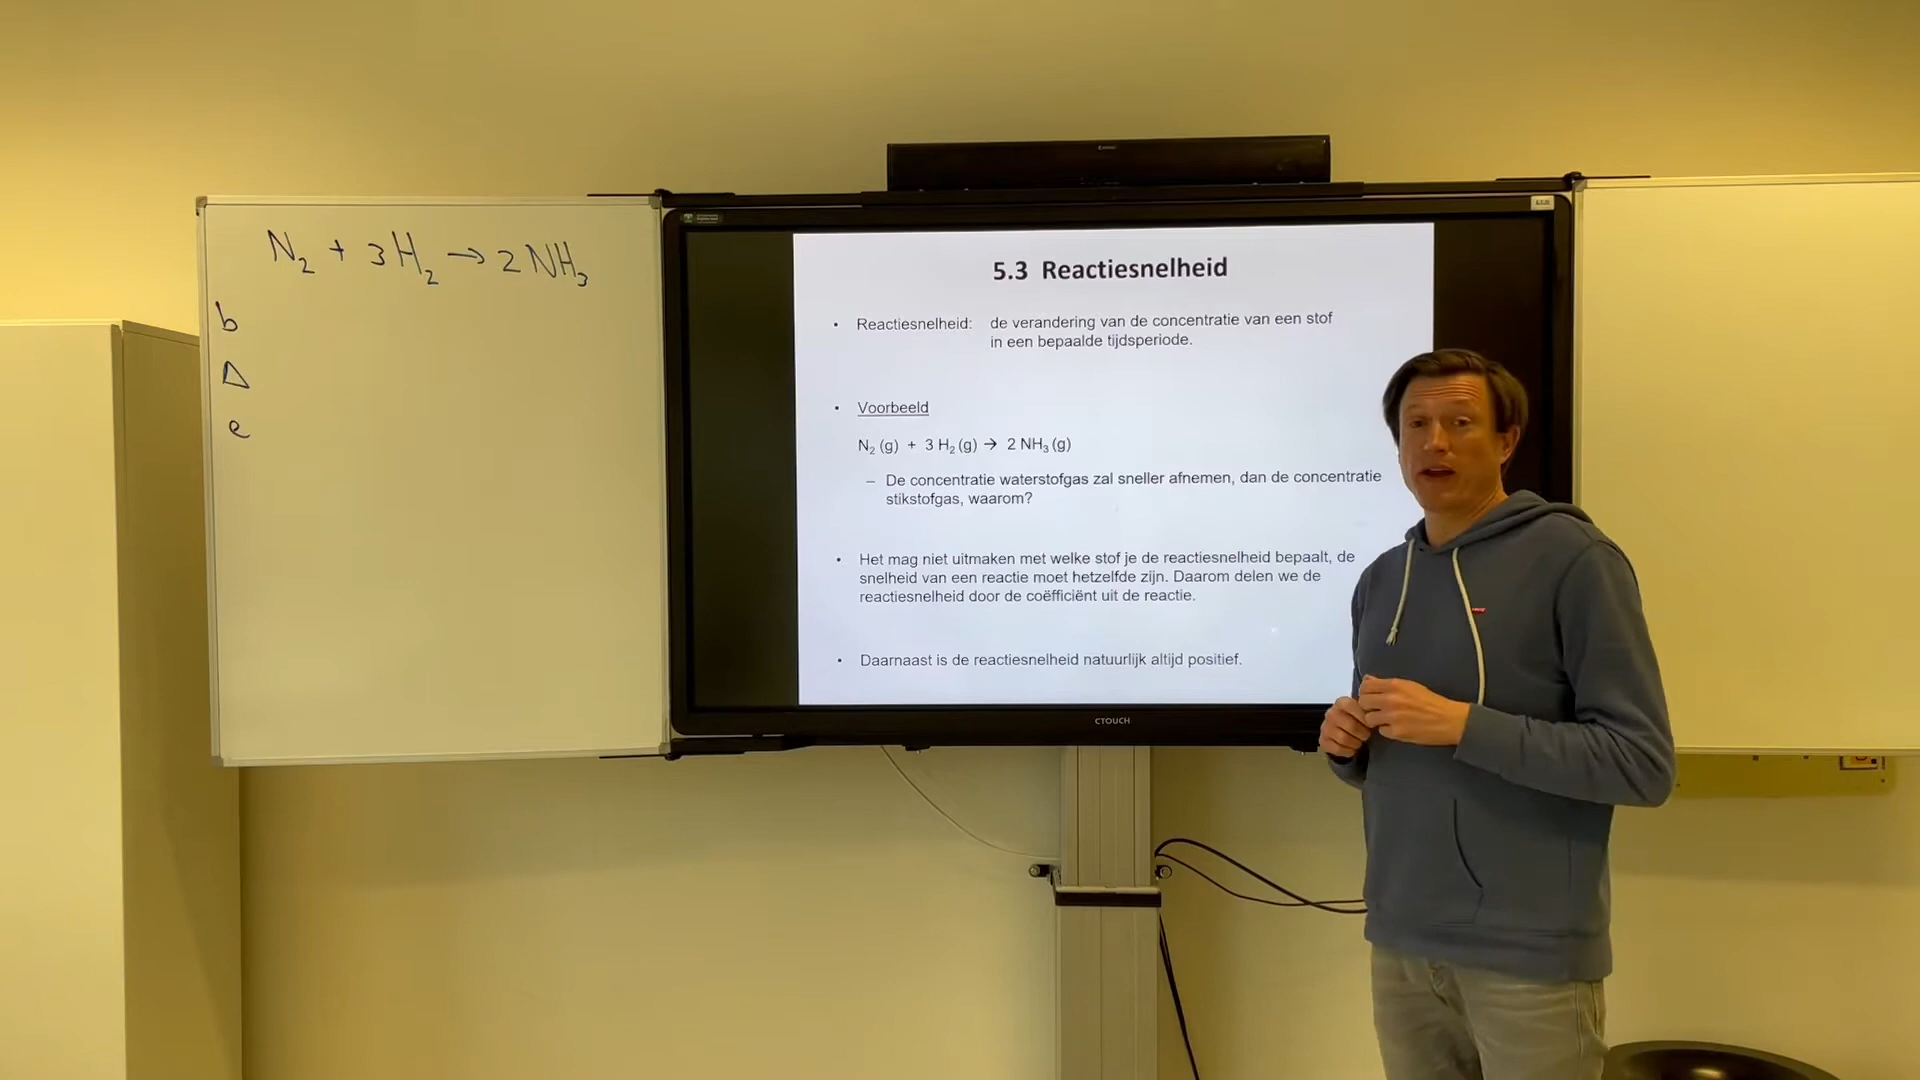 N₂ + 3H₂ → 2NH₃
b
Δ
e
5.3 Reactiesnelheid
• Reactiesnelheid: de verandering van de concentratie van een stof
in een bepaalde tijdsperiode.
• Voorbeeld
N₂ (g) + 3 H₂ (g) → 2 NH₃ (g)
– De concentratie waterstofgas zal sneller afnemen, dan de concentratie
stikstofgas, waarom?
• Het mag niet uitmaken met welke stof je de reactiesnelheid bepaalt, de
snelheid van een reactie moet hetzelfde zijn. Daarom delen we de
reactiesnelheid door de coëfficiënt uit de reactie.
• Daarnaast is de reactiesnelheid natuurlijk altijd positief.
CTOUCH